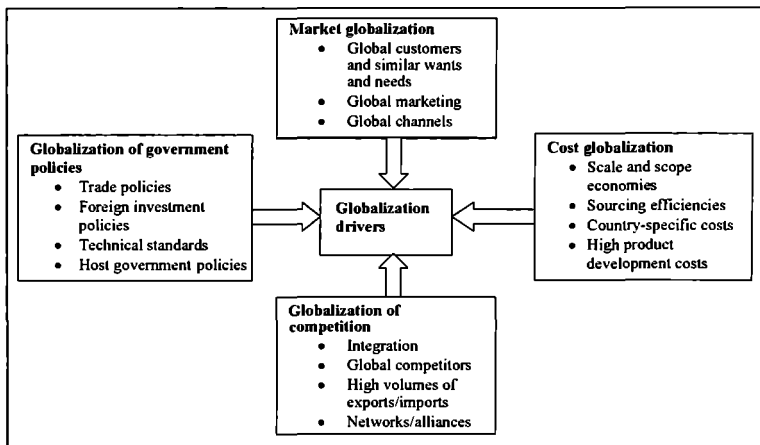 Market globalization
• Global customers
and similar wants
and needs
• Global marketing
• Global channels
Globalization of government
policies
• Trade policies
• Foreign investment
policies
• Technical standards
• Host government policies
Globalization
drivers
Cost globalization
• Scale and scope
economies
• Sourcing efficiencies
• Country-specific costs
• High product
development costs
Globalization of
competition
• Integration
• Global competitors
• High volumes of
exports/imports
• Networks/alliances